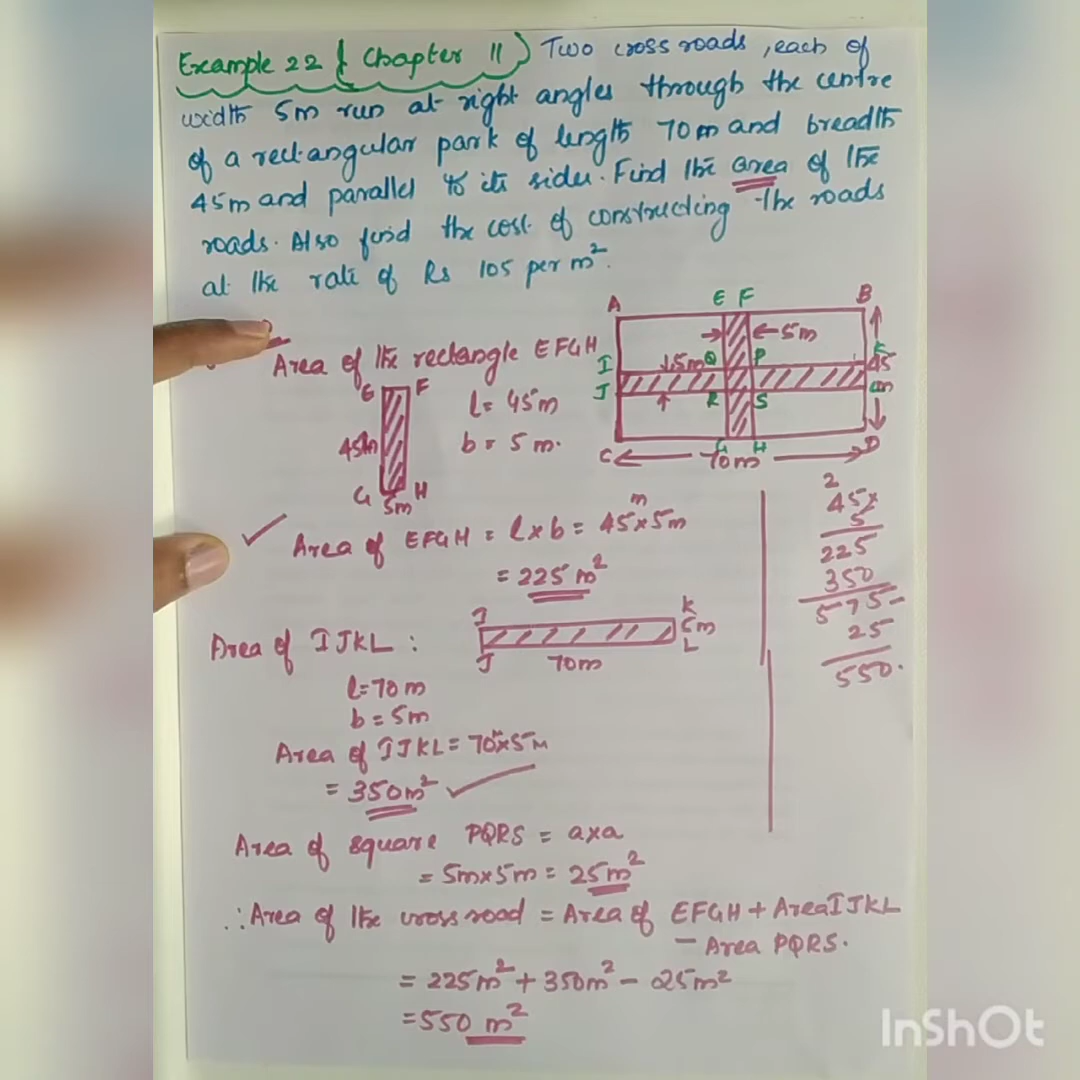 Example 22 Chapter 11 Two cross roads, each of
width 5m run at right angles through the centre
of a rectangular park of length 70m and breadth
45m and parallel to its sides. Find the area of the
roads. Also find the cost of constructing the roads
at the rate of Rs 105 per m².
Area of the rectangle EFGH
E F
45m
G H
5m
l = 45m
b = 5m.
A E F B
5m
I 5m Q P K
J R S
45
m
C G H D
70m
Area of EFGH = l × b = 45m × 5m
= 225 m²
2
45×
5
225
350
575-
25
550.
Area of IJKL :
I K
5m
J L
70m
l = 70m
b = 5m
Area of IJKL = 70m × 5m
= 350m²
Area of square PQRS = a×a
= 5m×5m = 25m²
∴ Area of the cross road = Area of EFGH + Area IJKL
− Area PQRS.
= 225m² + 350m² − 25m²
= 550 m²
InShOt